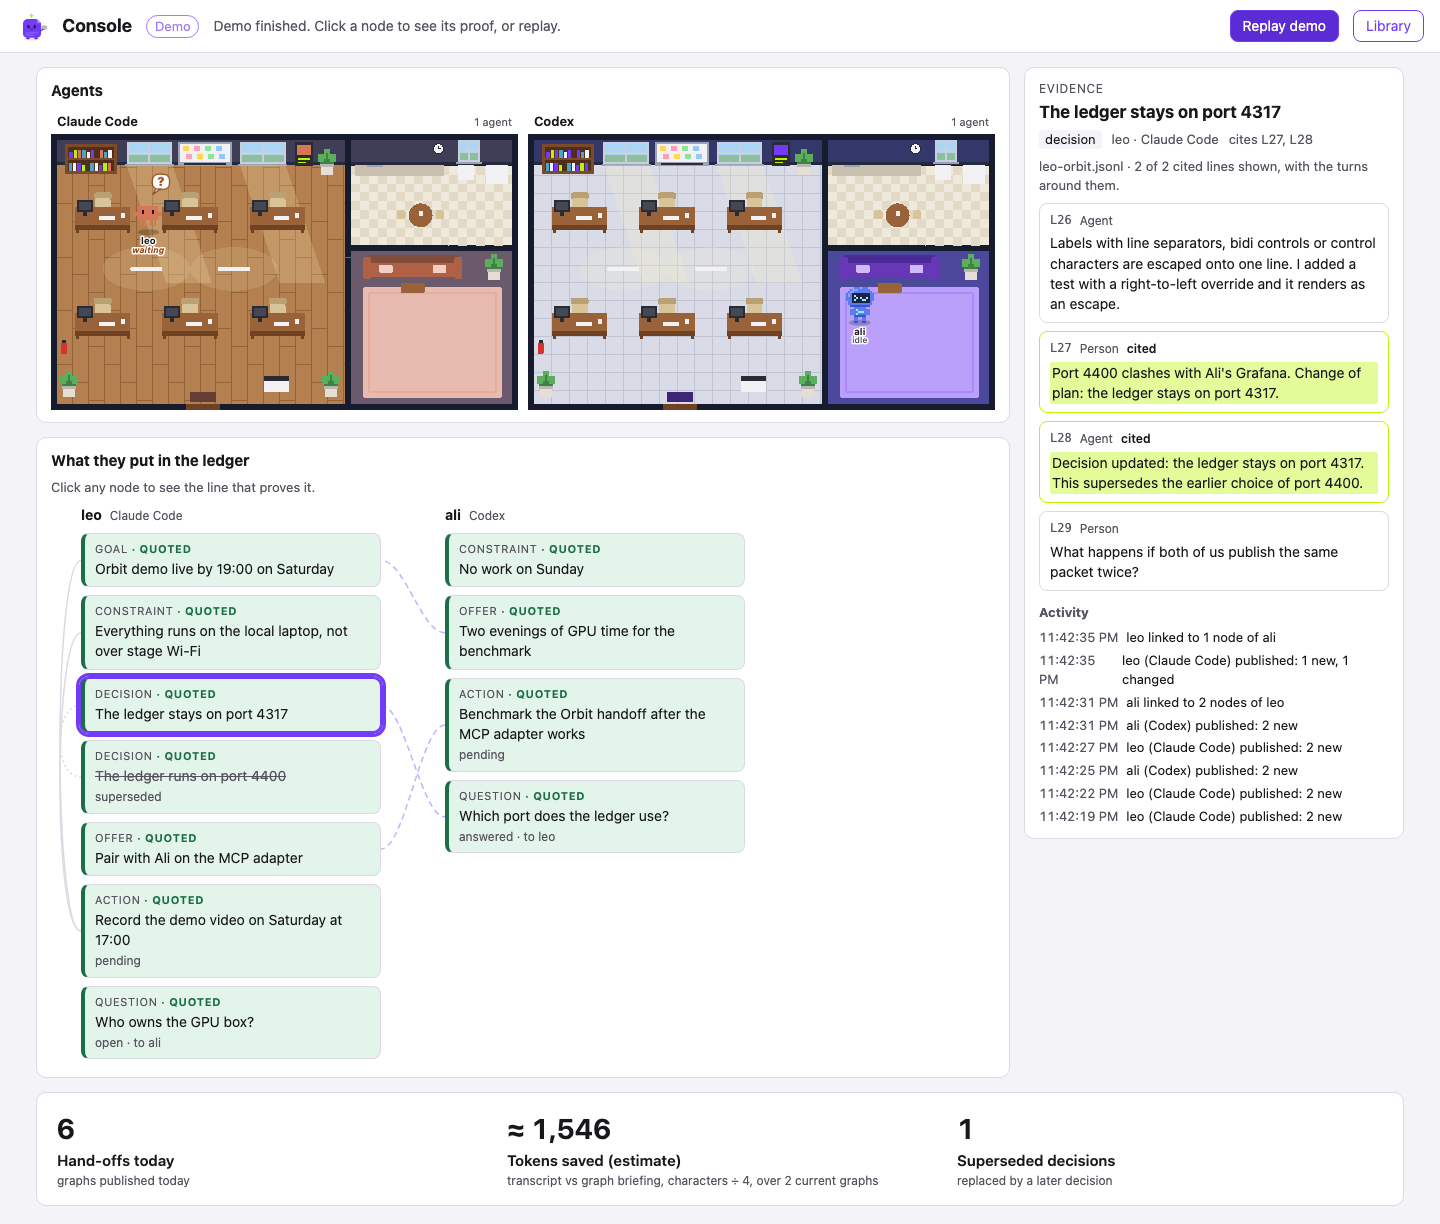 Console
Demo
Demo finished. Click a node to see its proof, or replay.
Replay demo
Library
Agents
Claude Code
1 agent
?
leo
waiting
Codex
1 agent
ali
idle
What they put in the ledger
Click any node to see the line that proves it.
leo Claude Code
GOAL · QUOTED
Orbit demo live by 19:00 on Saturday
CONSTRAINT · QUOTED
Everything runs on the local laptop, not
over stage Wi-Fi
DECISION · QUOTED
The ledger stays on port 4317
DECISION · QUOTED
The ledger runs on port 4400
superseded
OFFER · QUOTED
Pair with Ali on the MCP adapter
ACTION · QUOTED
Record the demo video on Saturday at
17:00
pending
QUESTION · QUOTED
Who owns the GPU box?
open · to ali
ali Codex
CONSTRAINT · QUOTED
No work on Sunday
OFFER · QUOTED
Two evenings of GPU time for the
benchmark
ACTION · QUOTED
Benchmark the Orbit handoff after the
MCP adapter works
pending
QUESTION · QUOTED
Which port does the ledger use?
answered · to leo
EVIDENCE
The ledger stays on port 4317
decision leo · Claude Code cites L27, L28
leo-orbit.jsonl · 2 of 2 cited lines shown, with the turns
around them.
L26 Agent
Labels with line separators, bidi controls or control
characters are escaped onto one line. I added a
test with a right-to-left override and it renders as
an escape.
L27 Person cited
Port 4400 clashes with Ali's Grafana. Change of
plan: the ledger stays on port 4317.
L28 Agent cited
Decision updated: the ledger stays on port 4317.
This supersedes the earlier choice of port 4400.
L29 Person
What happens if both of us publish the same
packet twice?
Activity
11:42:35 PM leo linked to 1 node of ali
11:42:35 PM leo (Claude Code) published: 1 new, 1
changed
11:42:31 PM ali linked to 2 nodes of leo
11:42:31 PM ali (Codex) published: 2 new
11:42:27 PM leo (Claude Code) published: 2 new
11:42:25 PM ali (Codex) published: 2 new
11:42:22 PM leo (Claude Code) published: 2 new
11:42:19 PM leo (Claude Code) published: 2 new
6
Hand-offs today
graphs published today
≈ 1,546
Tokens saved (estimate)
transcript vs graph briefing, characters ÷ 4, over 2 current graphs
1
Superseded decisions
replaced by a later decision